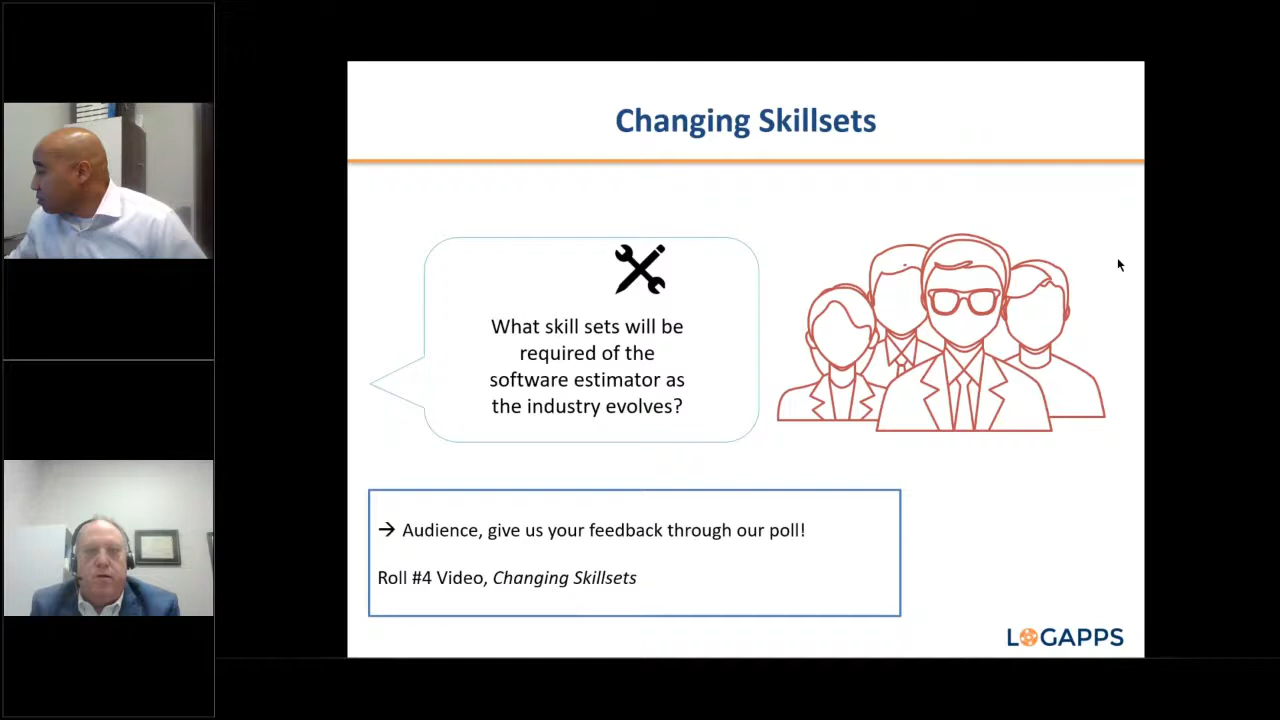 Changing Skillsets
What skill sets will be
required of the
software estimator as
the industry evolves?
→ Audience, give us your feedback through our poll!
Roll #4 Video, Changing Skillsets
LOGAPPS